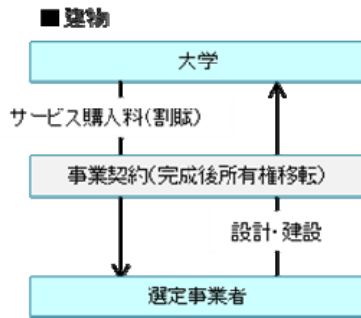 ■建物
大学
サービス購入料(割賦)
事業契約(完成後所有権移転)
設計・建設
選定事業者